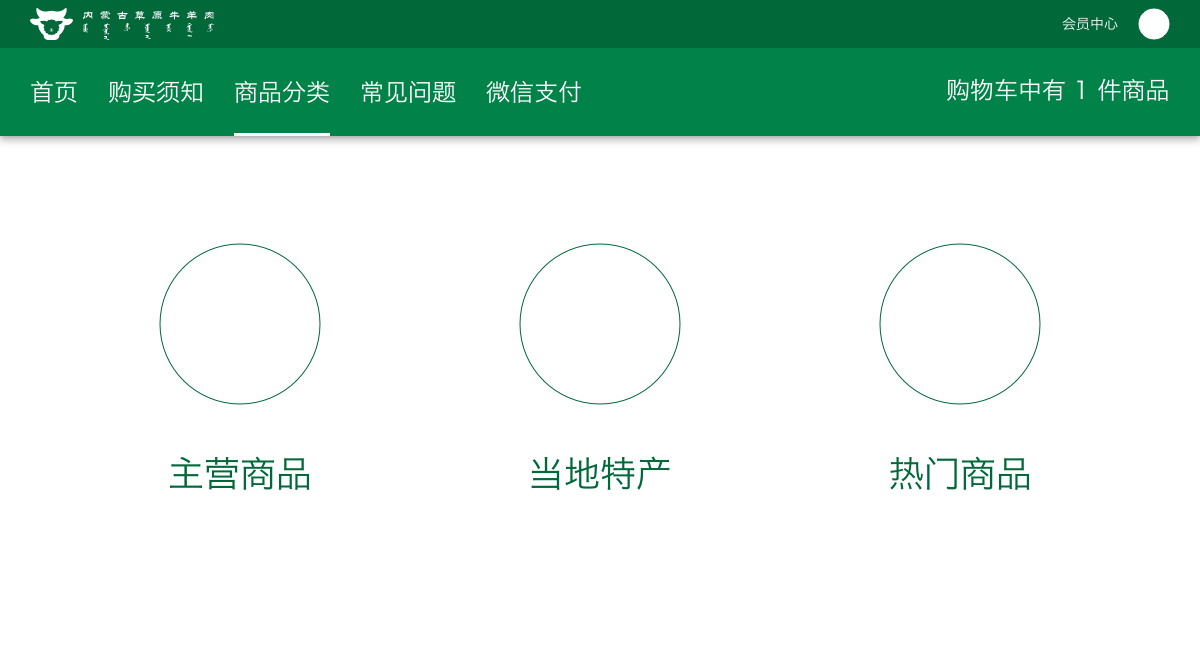 内蒙古草原牛羊肉
会员中心
首页 购买须知 商品分类 常见问题 微信支付
购物车中有 1 件商品
主营商品 当地特产 热门商品